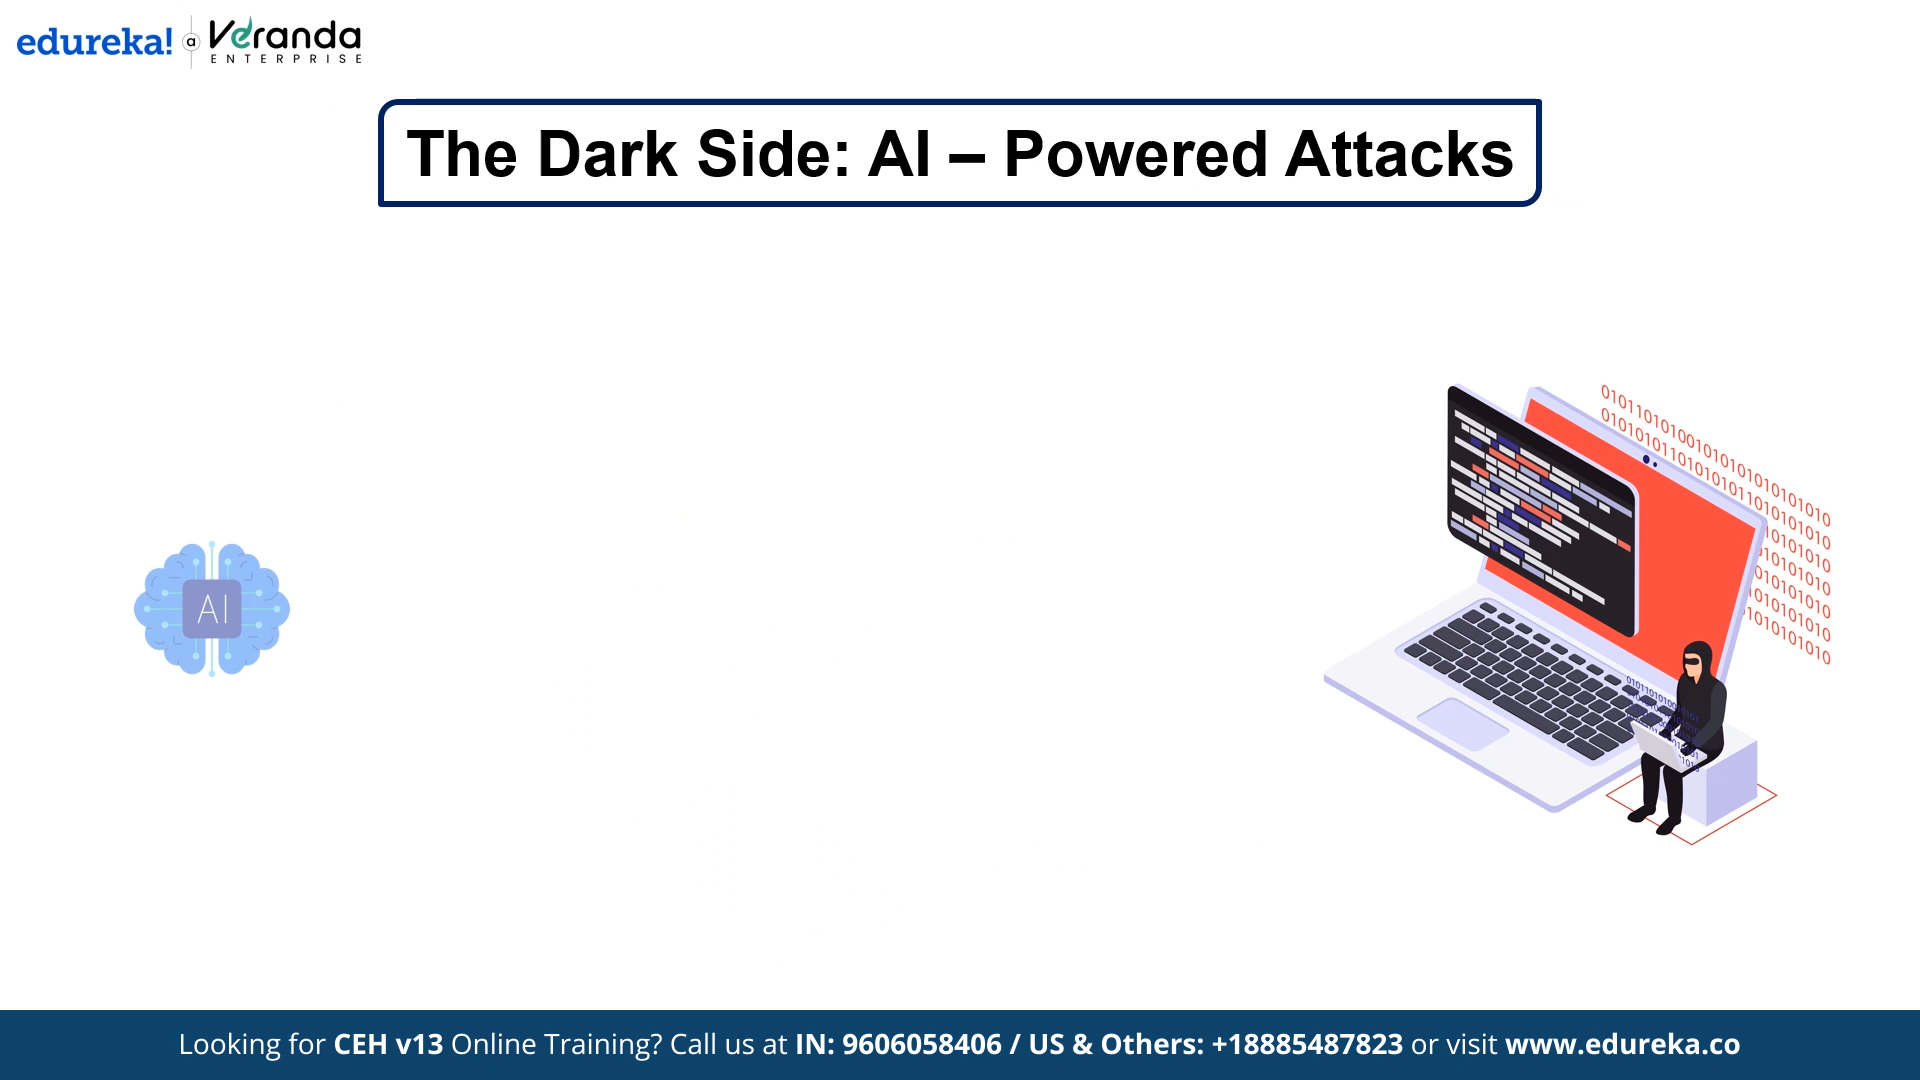 edureka! a Veranda
ENTERPRISE
The Dark Side: AI – Powered Attacks
AI
Looking for CEH v13 Online Training? Call us at IN: 9606058406 / US & Others: +18885487823 or visit www.edureka.co